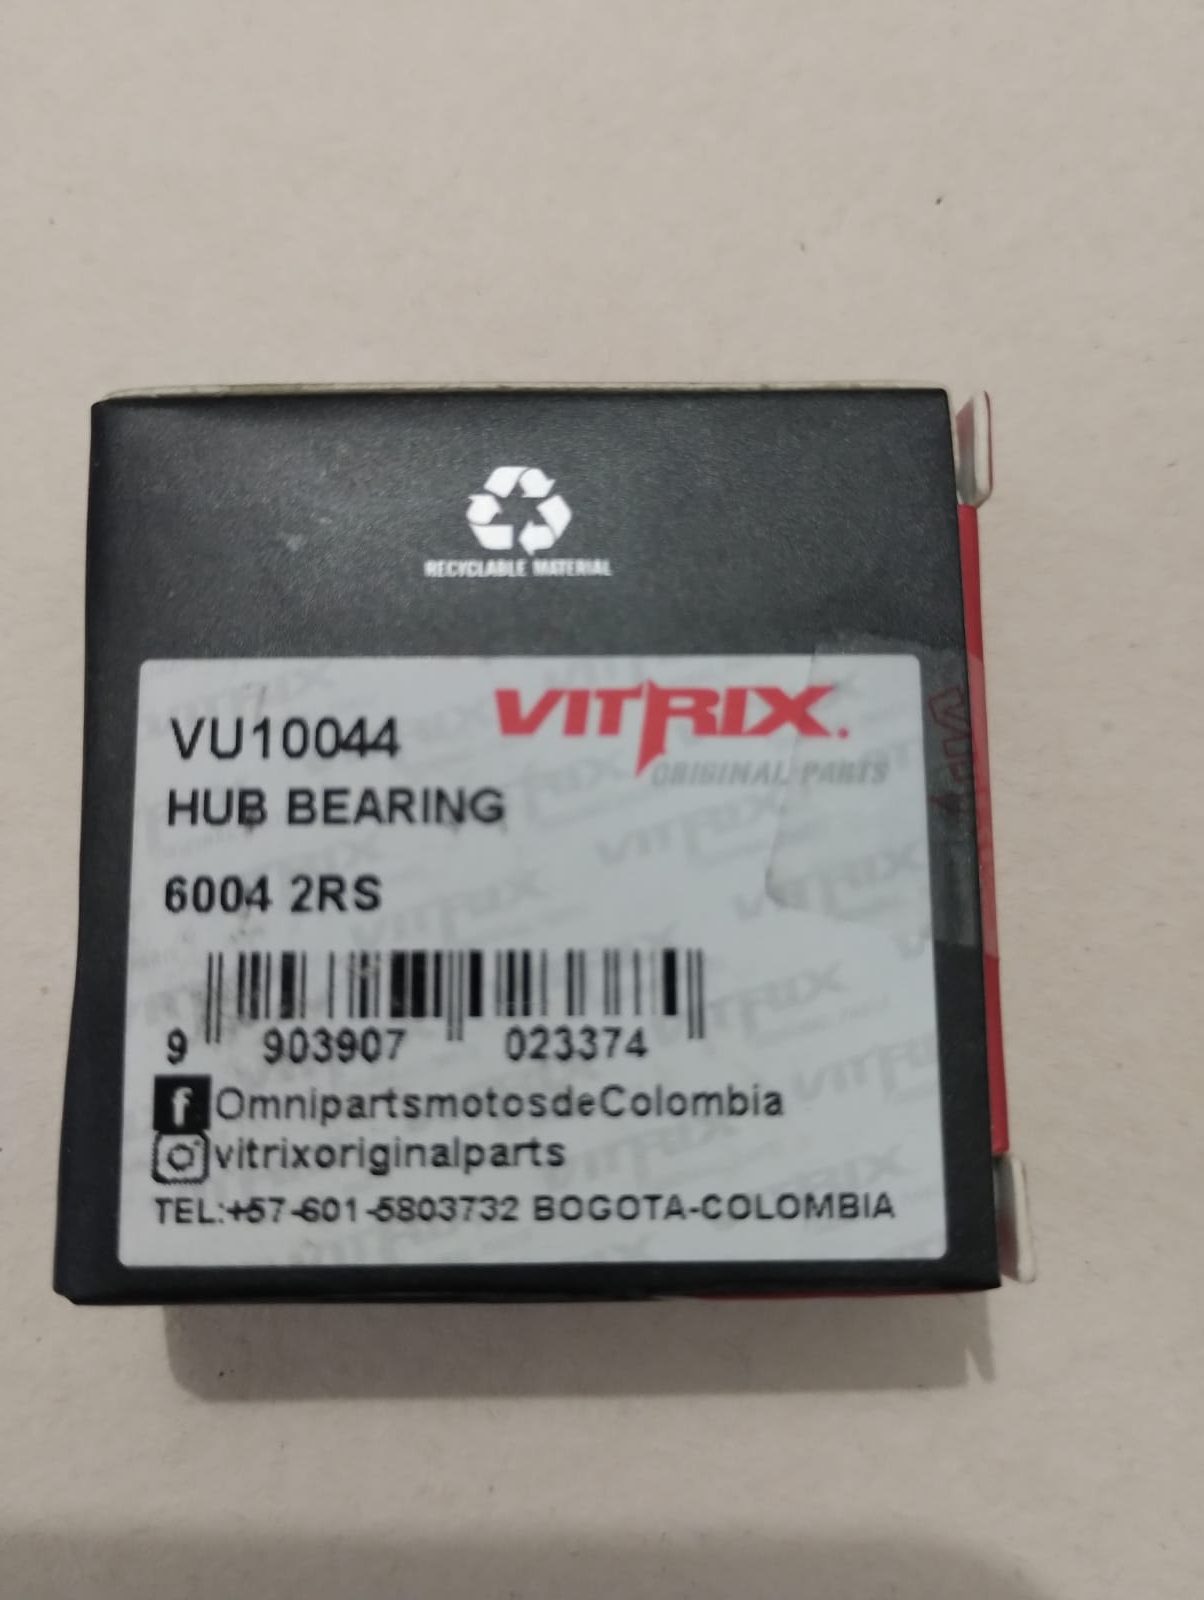 RECYCLABLE MATERIAL
VITRIX.
ORIGINAL PARTS
VU10044
HUB BEARING
6004 2RS
9 903907 023374
f OmnipartsmotosdeColombia
vitrixoriginalparts
TEL:+57-601-5803732 BOGOTA-COLOMBIA